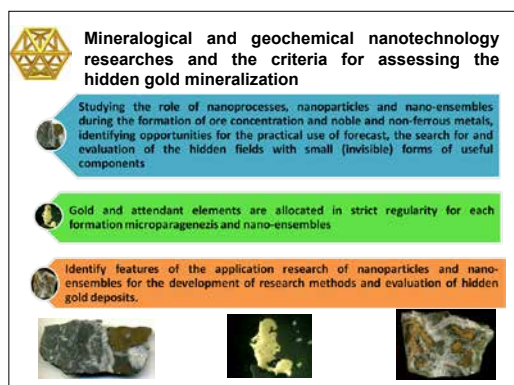 Mineralogical and geochemical nanotechnology
researches and the criteria for assessing the
hidden gold mineralization
Studying the role of nanoprocesses, nanoparticles and nano-ensembles
during the formation of ore concentration and noble and non-ferrous metals,
identifying opportunities for the practical use of forecast, the search for and
evaluation of the hidden fields with small (invisible) forms of useful
components
Gold and attendant elements are allocated in strict regularity for each
formation microparagenezis and nano-ensembles
Identify features of the application research of nanoparticles and nano-
ensembles for the development of research methods and evaluation of hidden
gold deposits.